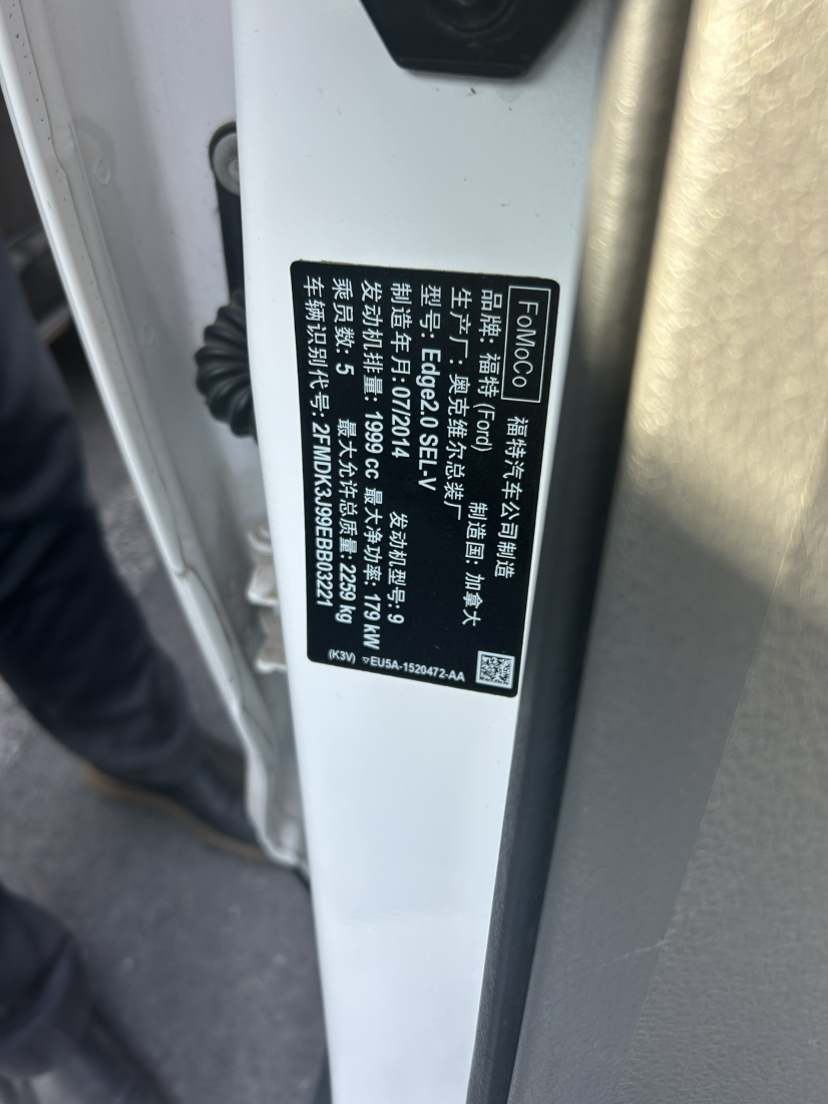 FoMoCo 福特汽车公司制造
品牌: 福特 (Ford) 制造国: 加拿大
生产厂: 奥克维尔总装厂
型号: Edge2.0 SEL-V
制造年月: 07/2014 发动机型号: 9
发动机排量: 1999 cc 最大净功率: 179 kW
乘员数: 5 最大允许总质量: 2259 kg
车辆识别代号: 2FMDK3J99EBB03221
(K3V) ▽EU5A-1520472-AA